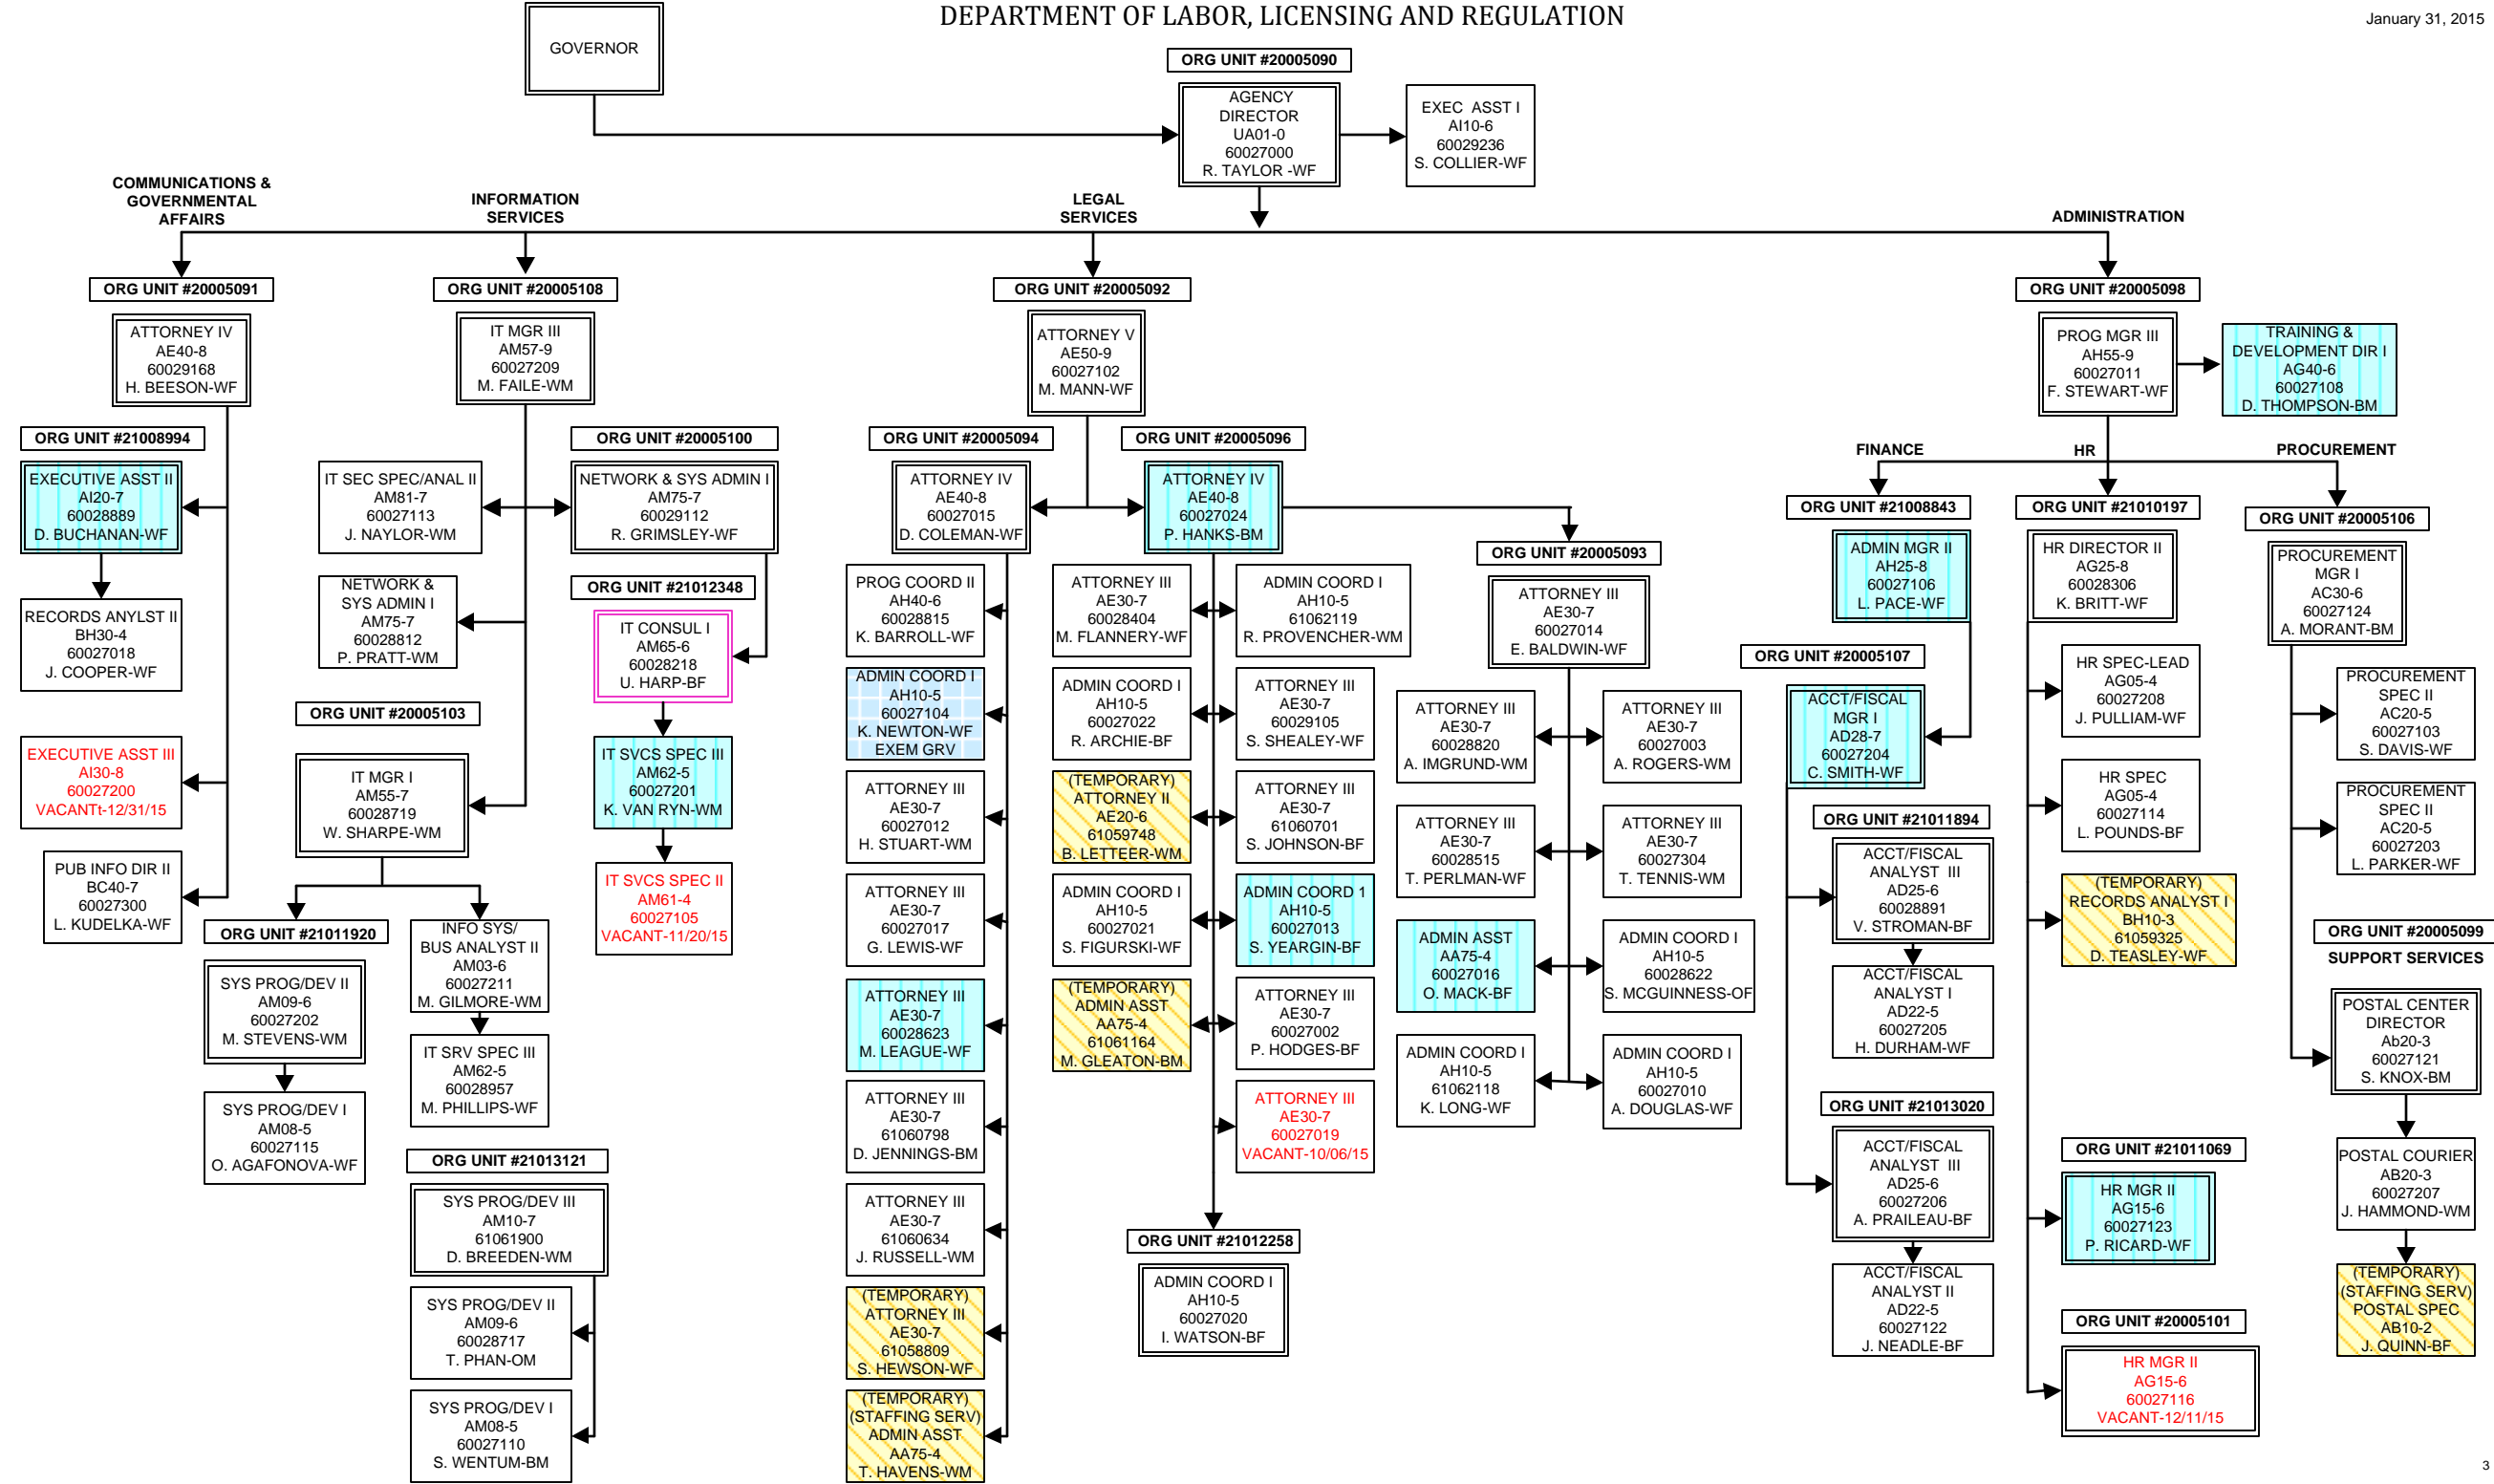 DEPARTMENT OF LABOR, LICENSING AND REGULATION
January 31, 2015
GOVERNOR
ORG UNIT #20005090
AGENCY
DIRECTOR
UA01-0
60027000
R. TAYLOR -WF
EXEC  ASST I
AI10-6
60029236
S. COLLIER-WF
COMMUNICATIONS &
GOVERNMENTAL
AFFAIRS
INFORMATION
SERVICES
LEGAL
SERVICES
ADMINISTRATION
ORG UNIT #20005091
ATTORNEY IV
AE40-8
60029168
H. BEESON-WF
ORG UNIT #21008994
EXECUTIVE ASST II
AI20-7
60028889
D. BUCHANAN-WF
RECORDS ANYLST II
BH30-4
60027018
J. COOPER-WF
EXECUTIVE ASST III
AI30-8
60027200
VACANTt-12/31/15
PUB INFO DIR II
BC40-7
60027300
L. KUDELKA-WF
ORG UNIT #20005108
IT MGR III
AM57-9
60027209
M. FAILE-WM
IT SEC SPEC/ANAL II
AM81-7
60027113
J. NAYLOR-WM
NETWORK &
SYS ADMIN I
AM75-7
60028812
P. PRATT-WM
ORG UNIT #20005100
NETWORK & SYS ADMIN I
AM75-7
60029112
R. GRIMSLEY-WF
ORG UNIT #21012348
IT CONSUL I
AM65-6
60028218
U. HARP-BF
IT SVCS SPEC III
AM62-5
60027201
K. VAN RYN-WM
IT SVCS SPEC II
AM61-4
60027105
VACANT-11/20/15
ORG UNIT #20005103
IT MGR I
AM55-7
60028719
W. SHARPE-WM
ORG UNIT #21011920
SYS PROG/DEV II
AM09-6
60027202
M. STEVENS-WM
SYS PROG/DEV I
AM08-5
60027115
O. AGAFONOVA-WF
INFO SYS/
BUS ANALYST II
AM03-6
60027211
M. GILMORE-WM
IT SRV SPEC III
AM62-5
60028957
M. PHILLIPS-WF
ORG UNIT #21013121
SYS PROG/DEV III
AM10-7
61061900
D. BREEDEN-WM
SYS PROG/DEV II
AM09-6
60028717
T. PHAN-OM
SYS PROG/DEV I
AM08-5
60027110
S. WENTUM-BM
ORG UNIT #20005092
ATTORNEY V
AE50-9
60027102
M. MANN-WF
ORG UNIT #20005094
ATTORNEY IV
AE40-8
60027015
D. COLEMAN-WF
PROG COORD II
AH40-6
60028815
K. BARROLL-WF
ADMIN COORD I
AH10-5
60027104
K. NEWTON-WF
EXEM GRV
ATTORNEY III
AE30-7
60027012
H. STUART-WM
ATTORNEY III
AE30-7
60027017
G. LEWIS-WF
ATTORNEY III
AE30-7
60028623
M. LEAGUE-WF
ATTORNEY III
AE30-7
61060798
D. JENNINGS-BM
ATTORNEY III
AE30-7
61060634
J. RUSSELL-WM
(TEMPORARY)
ATTORNEY III
AE30-7
61058809
S. HEWSON-WF
(TEMPORARY)
(STAFFING SERV)
ADMIN ASST
AA75-4
T. HAVENS-WM
ORG UNIT #20005096
ATTORNEY IV
AE40-8
60027024
P. HANKS-BM
ATTORNEY III
AE30-7
60028404
M. FLANNERY-WF
ADMIN COORD I
AH10-5
61062119
R. PROVENCHER-WM
ADMIN COORD I
AH10-5
60027022
R. ARCHIE-BF
ATTORNEY III
AE30-7
60029105
S. SHEALEY-WF
(TEMPORARY)
ATTORNEY II
AE20-6
61059748
B. LETTEER-WM
ATTORNEY III
AE30-7
61060701
S. JOHNSON-BF
ADMIN COORD I
AH10-5
60027021
S. FIGURSKI-WF
ADMIN COORD 1
AH10-5
60027013
S. YEARGIN-BF
(TEMPORARY)
ADMIN ASST
AA75-4
61061164
M. GLEATON-BM
ATTORNEY III
AE30-7
60027002
P. HODGES-BF
ATTORNEY III
AE30-7
60027019
VACANT-10/06/15
ORG UNIT #21012258
ADMIN COORD I
AH10-5
60027020
I. WATSON-BF
ORG UNIT #20005093
ATTORNEY III
AE30-7
60027014
E. BALDWIN-WF
ATTORNEY III
AE30-7
60028820
A. IMGRUND-WM
ATTORNEY III
AE30-7
60027003
A. ROGERS-WM
ATTORNEY III
AE30-7
60028515
T. PERLMAN-WF
ATTORNEY III
AE30-7
60027304
T. TENNIS-WM
ADMIN ASST
AA75-4
60027016
O. MACK-BF
ADMIN COORD I
AH10-5
60028622
S. MCGUINNESS-OF
ADMIN COORD I
AH10-5
61062118
K. LONG-WF
ADMIN COORD I
AH10-5
60027010
A. DOUGLAS-WF
ORG UNIT #20005098
PROG MGR III
AH55-9
60027011
F. STEWART-WF
TRAINING &
DEVELOPMENT DIR I
AG40-6
60027108
D. THOMPSON-BM
FINANCE
HR
PROCUREMENT
ORG UNIT #21008843
ADMIN MGR II
AH25-8
60027106
L. PACE-WF
ORG UNIT #20005107
ACCT/FISCAL
MGR I
AD28-7
60027204
C. SMITH-WF
ORG UNIT #21011894
ACCT/FISCAL
ANALYST  III
AD25-6
60028891
V. STROMAN-BF
ACCT/FISCAL
ANALYST I
AD22-5
60027205
H. DURHAM-WF
ORG UNIT #21013020
ACCT/FISCAL
ANALYST  III
AD25-6
60027206
A. PRAILEAU-BF
ACCT/FISCAL
ANALYST II
AD22-5
60027122
J. NEADLE-BF
ORG UNIT #21010197
HR DIRECTOR II
AG25-8
60028306
K. BRITT-WF
HR SPEC-LEAD
AG05-4
60027208
J. PULLIAM-WF
HR SPEC
AG05-4
60027114
L. POUNDS-BF
(TEMPORARY)
RECORDS ANALYST I
BH10-3
61059325
D. TEASLEY-WF
ORG UNIT #21011069
HR MGR II
AG15-6
60027123
P. RICARD-WF
ORG UNIT #20005101
HR MGR II
AG15-6
60027116
VACANT-12/11/15
ORG UNIT #20005106
PROCUREMENT
MGR I
AC30-6
60027124
A. MORANT-BM
PROCUREMENT
SPEC II
AC20-5
60027103
S. DAVIS-WF
PROCUREMENT
SPEC II
AC20-5
60027203
L. PARKER-WF
ORG UNIT #20005099
SUPPORT SERVICES
POSTAL CENTER
DIRECTOR
Ab20-3
60027121
S. KNOX-BM
POSTAL COURIER
AB20-3
60027207
J. HAMMOND-WM
(TEMPORARY)
(STAFFING SERV)
POSTAL SPEC
AB10-2
J. QUINN-BF
3